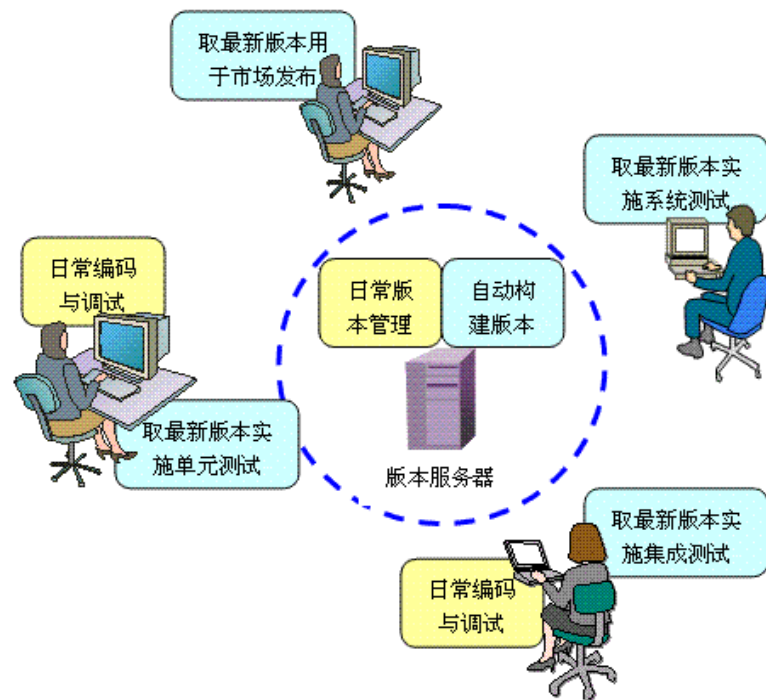 取最新版本用
于市场发布
取最新版本实
施系统测试
日常编码
与调试
日常版
本管理
自动构
建版本
取最新版本实
施单元测试
版本服务器
取最新版本实
施集成测试
日常编码
与调试